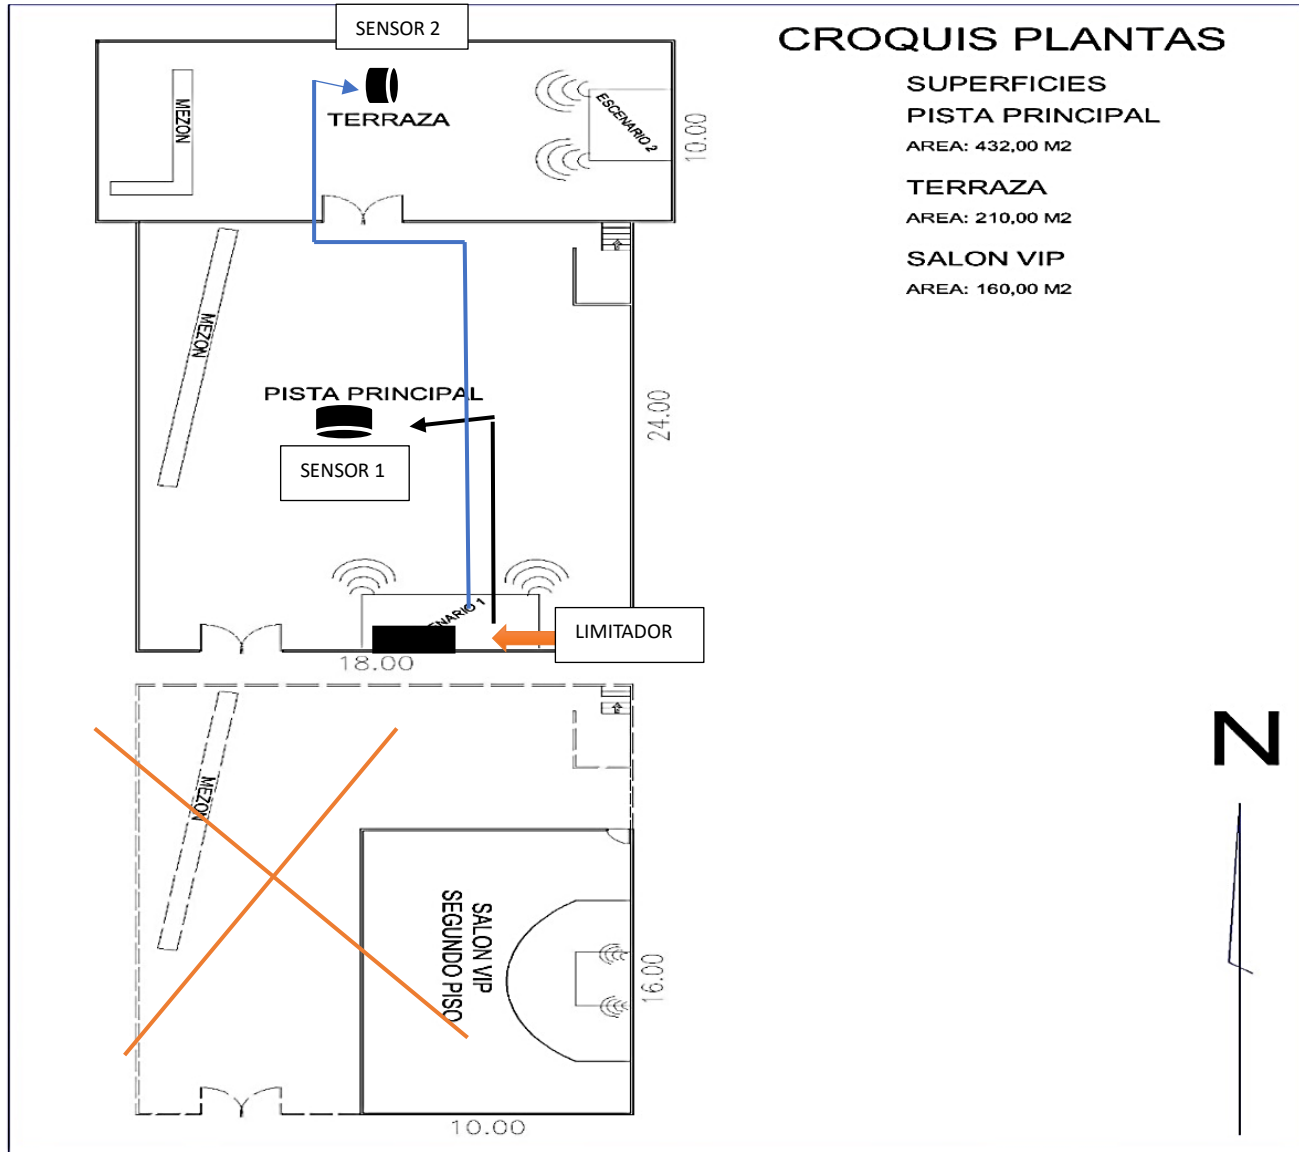 SENSOR 2
CROQUIS PLANTAS
SUPERFICIES
PISTA PRINCIPAL
AREA: 432,00 M2
TERRAZA
AREA: 210,00 M2
SALON VIP
AREA: 160,00 M2
MEZON
TERRAZA
ESCENARIO 2
10.00
MEZON
PISTA PRINCIPAL
24.00
SENSOR 1
ENARIO 1
LIMITADOR
18.00
MEZON
SALON VIP
SEGUNDO PISO
16.00
10.00
N